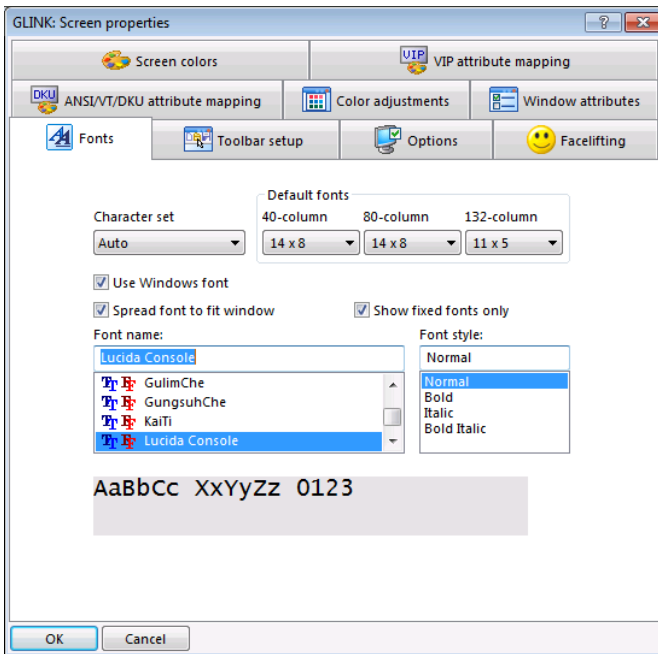 GLINK: Screen properties
Screen colors
VIP
VIP attribute mapping
DKU
ANSI/VT/DKU attribute mapping
Color adjustments
Window attributes
Fonts
Toolbar setup
Options
Facelifting
Default fonts
Character set
40-column
80-column
132-column
Auto
14 x 8
14 x 8
11 x 5
Use Windows font
Spread font to fit window
Show fixed fonts only
Font name:
Font style:
Lucida Console
Normal
GulimChe
GungsuhChe
KaiTi
Lucida Console
Normal
Bold
Italic
Bold Italic
AaBbCc XxYyZz 0123
OK
Cancel